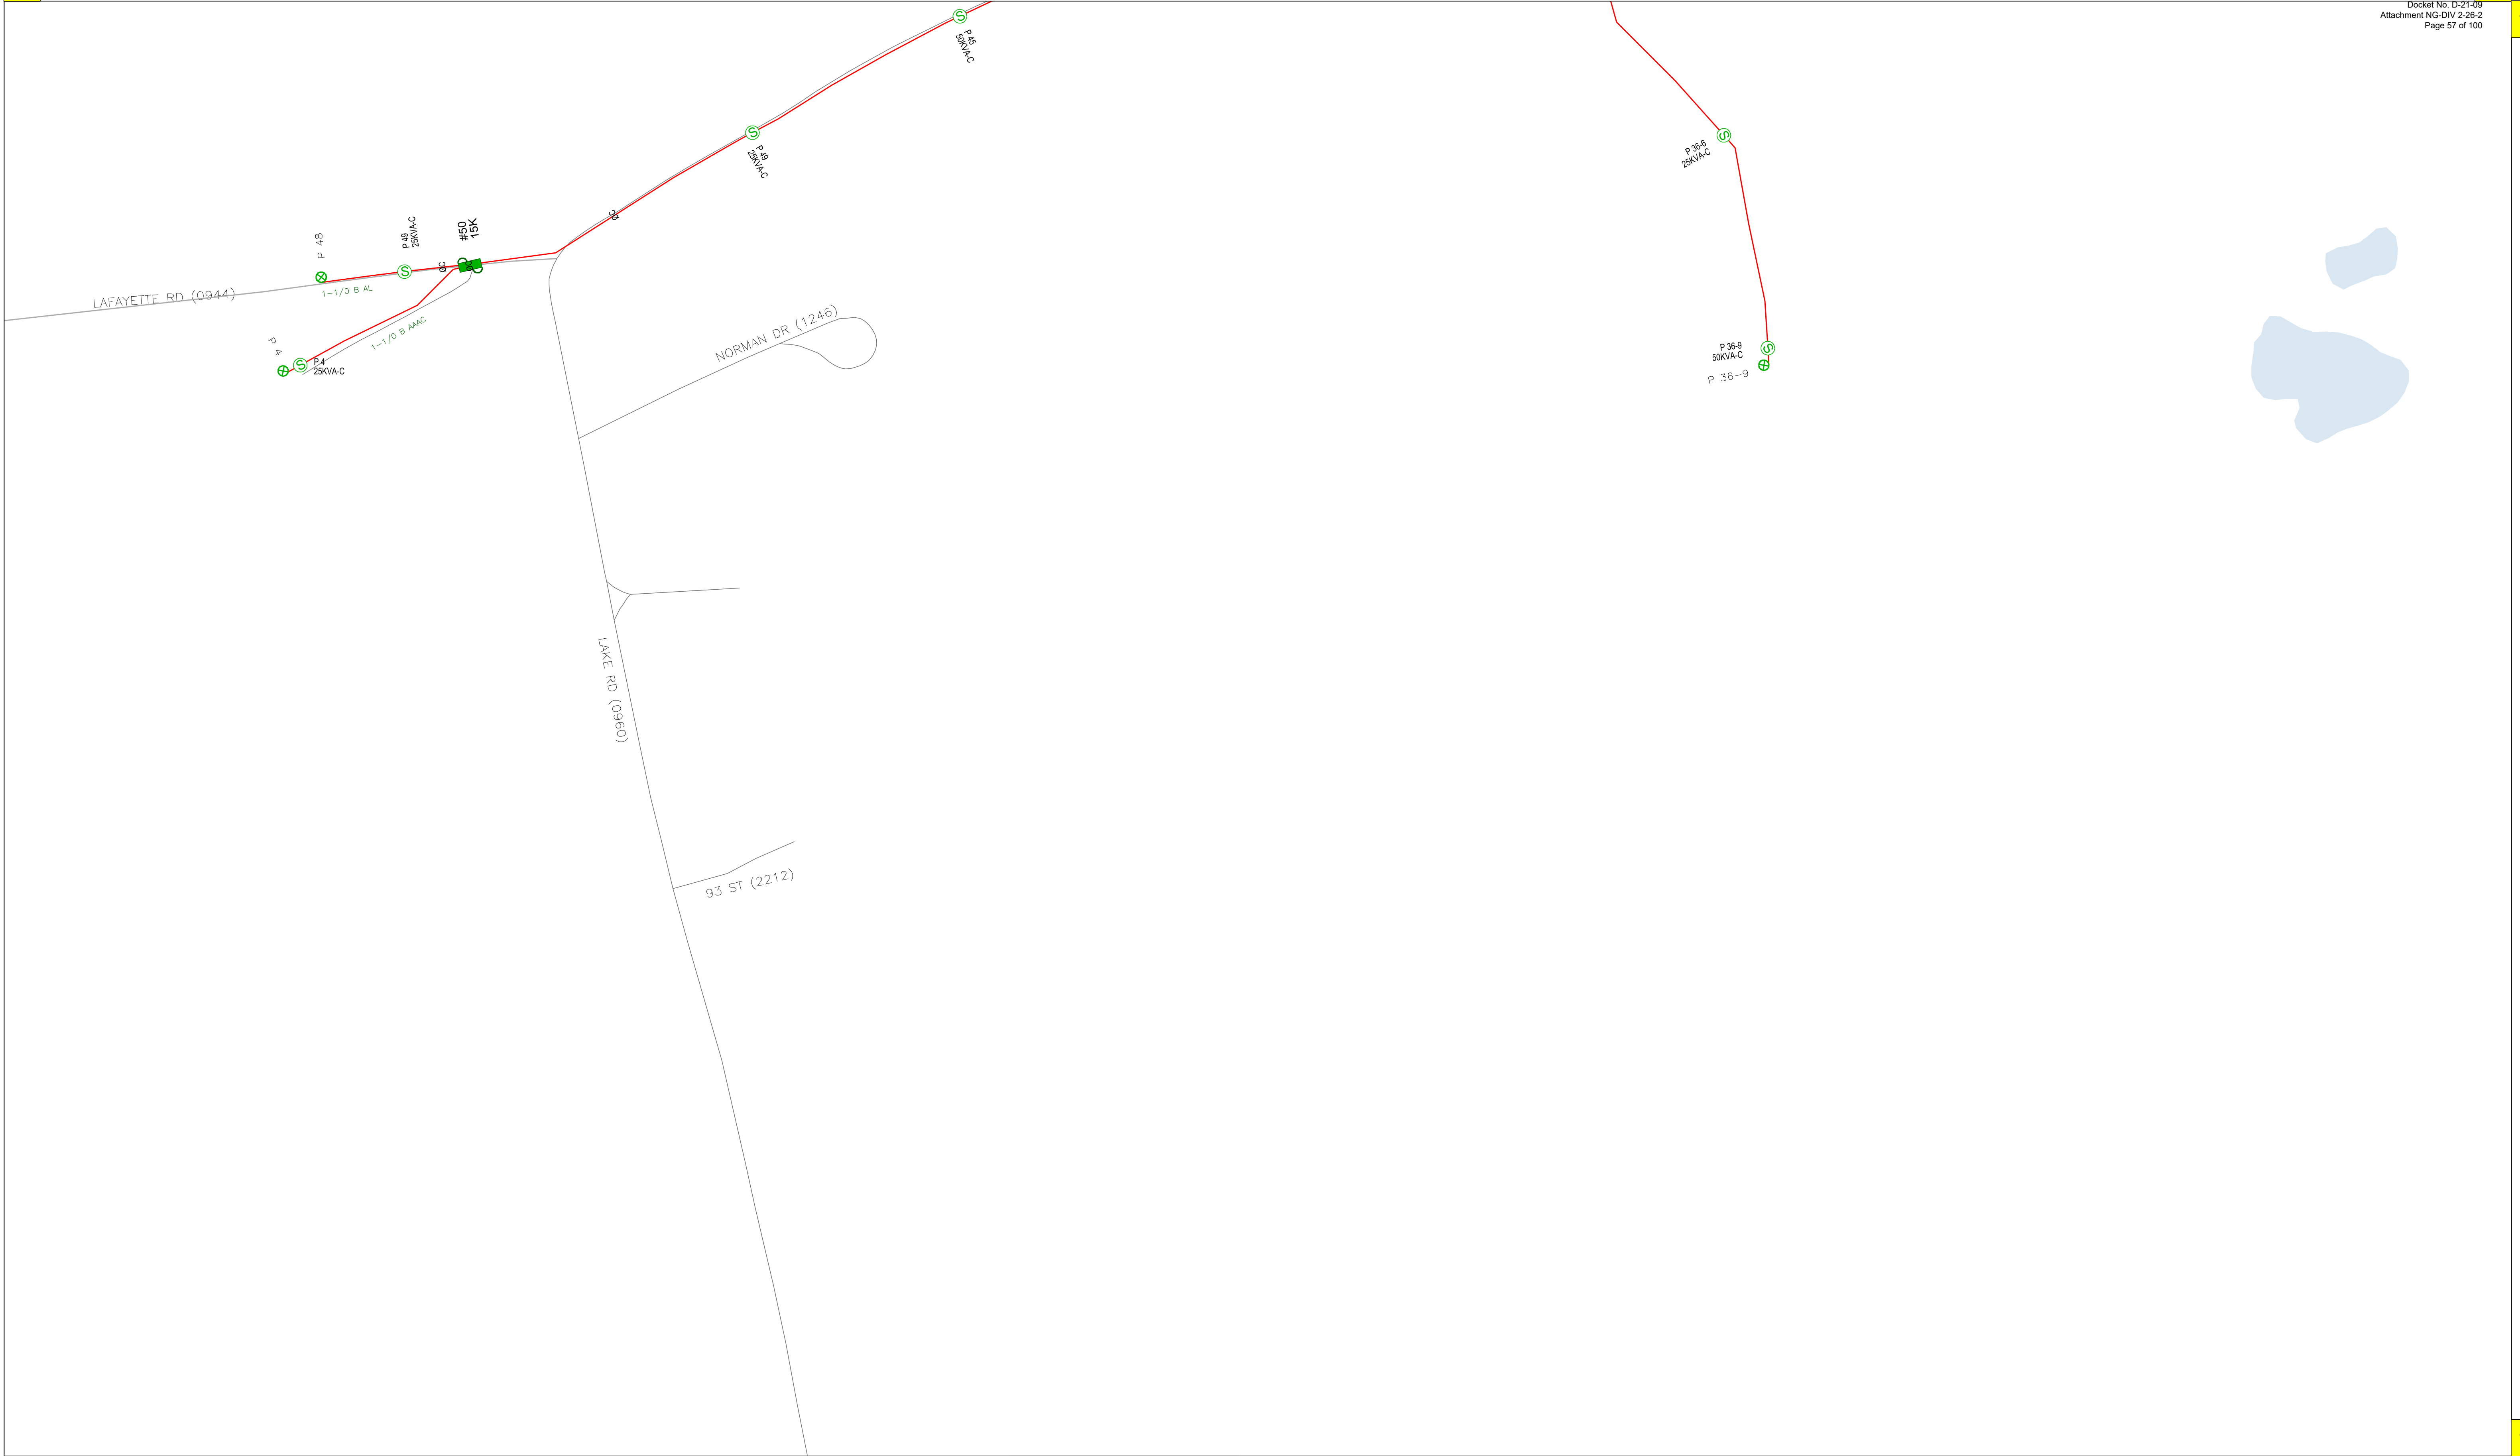 Docket No. D-21-09
Attachment NG-DIV 2-26-2
Page 57 of 100
P 45
50KVA-C
P 49
25KVA-C
P 36-6
25KVA-C
30
P 48
P 49
25KVA-C
#50
15K
30
1-1/0 B AL
LAFAYETTE RD (0944)
1-1/0 B AAAC
P 4
P 4
25KVA-C
NORMAN DR (1246)
P 36-9
50KVA-C
P 36-9
LAKE RD (0960)
93 ST (2212)